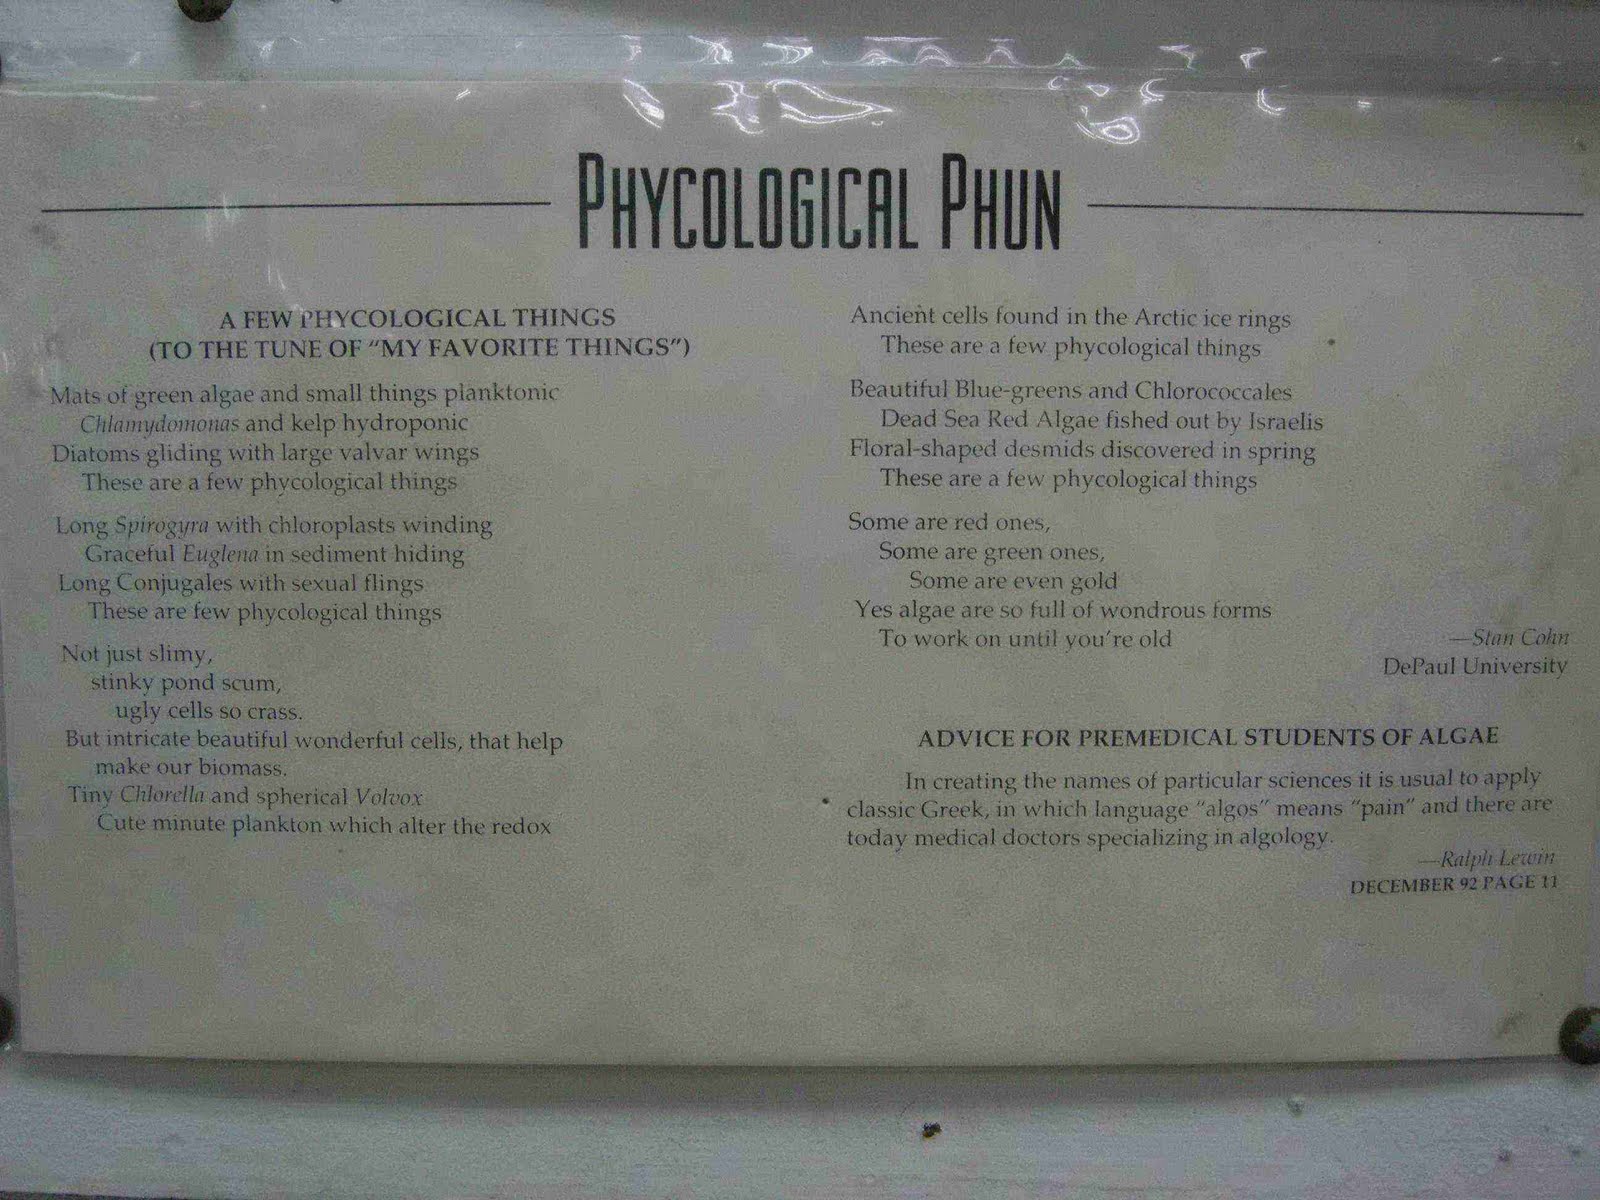 PHYCOLOGICAL PHUN
A FEW PHYCOLOGICAL THINGS
(TO THE TUNE OF “MY FAVORITE THINGS”)
Mats of green algae and small things planktonic
Chlamydomonas and kelp hydroponic
Diatoms gliding with large valvar wings
These are a few phycological things
Long Spirogyra with chloroplasts winding
Graceful Euglena in sediment hiding
Long Conjugales with sexual flings
These are few phycological things
Not just slimy,
stinky pond scum,
ugly cells so crass.
But intricate beautiful wonderful cells, that help
make our biomass.
Tiny Chlorella and spherical Volvox
Cute minute plankton which alter the redox
Ancient cells found in the Arctic ice rings
These are a few phycological things
Beautiful Blue-greens and Chlorococcales
Dead Sea Red Algae fished out by Israelis
Floral-shaped desmids discovered in spring
These are a few phycological things
Some are red ones,
Some are green ones,
Some are even gold
Yes algae are so full of wondrous forms
To work on until you’re old
—Stan Cohn
DePaul University
ADVICE FOR PREMEDICAL STUDENTS OF ALGAE
In creating the names of particular sciences it is usual to apply
classic Greek, in which language “algos” means “pain” and there are
today medical doctors specializing in algology.
—Ralph Lewin
DECEMBER 92 PAGE 11